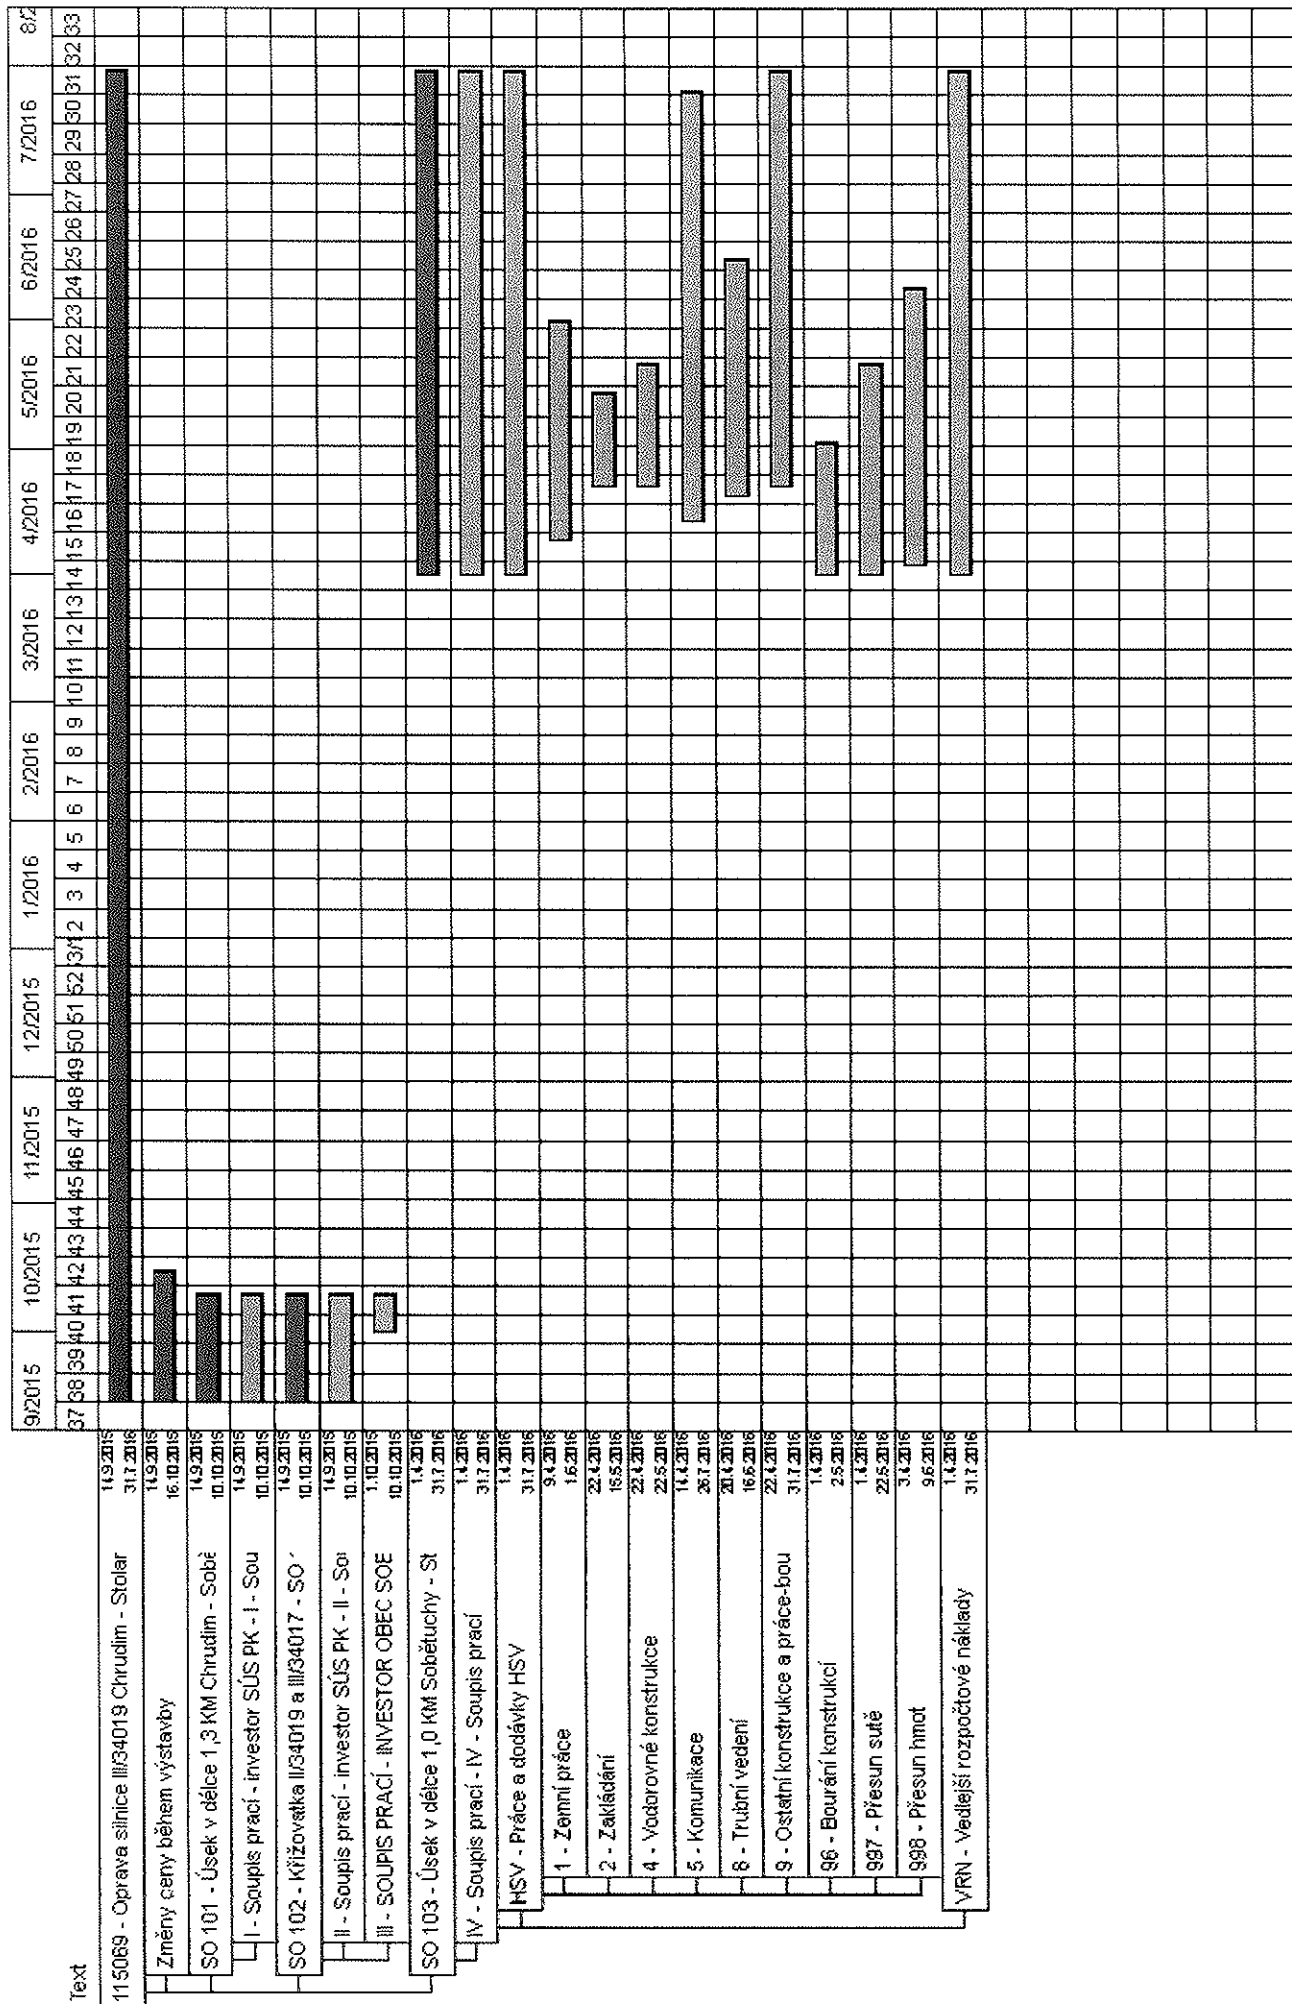 Text
9/2015 10/2015 11/2015 12/2015 1/2016 2/2016 3/2016 4/2016 5/2016 6/2016 7/2016
37 38 39 40 41 42 43 44 45 46 47 48 49 50 51 52 53/1 2 3 4 5 6 7 8 9 10 11 12 13 14 15 16 17 18 19 20 21 22 23 24 25 26 27 28 29 30 31 32 33
115069 - Oprava silnice III/34019 Chrudim - Stolar 14.9.2015
31.7.2016
Změny ceny během výstavby 14.9.2015
16.10.2015
SO 101 - Úsek v délce 1,3 KM Chrudim - Sobě 14.9.2015
10.10.2015
I - Soupis prací - investor SÚS PK - I - Sou 14.9.2015
10.10.2015
SO 102 - Křižovatka III/34019 a III/34017 - SO 14.9.2015
10.10.2015
II - Soupis prací - investor SÚS PK - II - Sou 14.9.2015
10.10.2015
III - SOUPIS PRACÍ - INVESTOR OBEC SOB 1.10.2015
10.10.2015
SO 103 - Úsek v délce 1,0 KM Sobětuchy - St 1.4.2016
31.7.2016
IV - Soupis prací - IV - Soupis prací 1.4.2016
31.7.2016
HSV - Práce a dodávky HSV 1.4.2016
31.7.2016
1 - Zemní práce 9.4.2016
1.6.2016
2 - Zakládání 22.4.2016
15.5.2016
4 - Vodorovné konstrukce 22.4.2016
22.5.2016
5 - Komunikace 14.4.2016
26.7.2016
8 - Trubní vedení 20.4.2016
16.6.2016
9 - Ostatní konstrukce a práce-bou 22.4.2016
31.7.2016
96 - Bourání konstrukcí 1.4.2016
2.5.2016
997 - Přesun sutě 1.4.2016
22.5.2016
998 - Přesun hmot 3.4.2016
9.6.2016
VRN - Vedlejší rozpočtové náklady 1.4.2016
31.7.2016